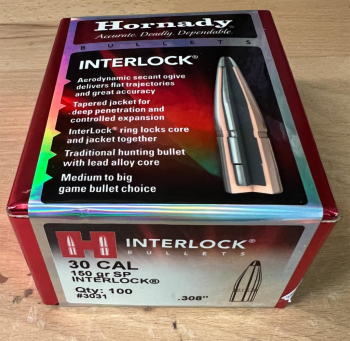 Hornady
Accurate. Deadly. Dependable.
BULLETS
INTERLOCK®
Aerodynamic secant ogive
delivers flat trajectories
and great accuracy
Tapered jacket for
deep penetration and
controlled expansion
InterLock® ring locks core
and jacket together
Traditional hunting bullet
with lead alloy core
Medium to big
game bullet choice
H INTERLOCK®
BULLETS
30 CAL
150 gr SP
INTERLOCK®
Qty: 100
#3031
.308"